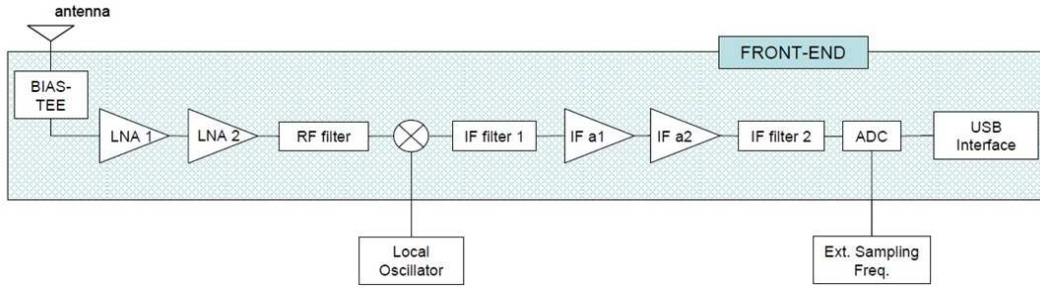 antenna
FRONT-END
BIAS-
TEE
LNA 1
LNA 2
RF filter
IF filter 1
IF a1
IF a2
IF filter 2
ADC
USB
Interface
Local
Oscillator
Ext. Sampling
Freq.